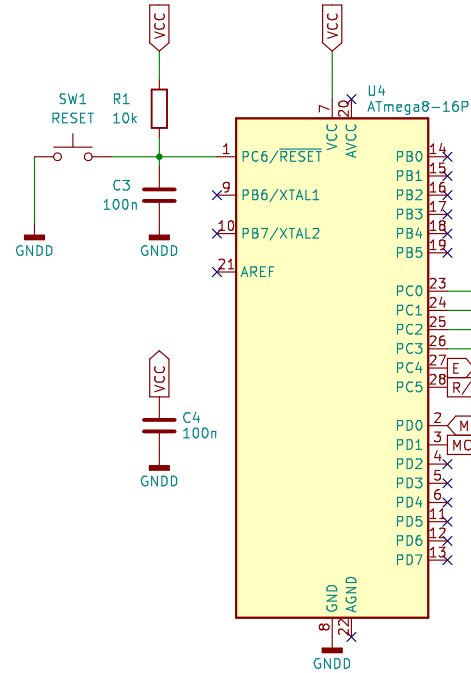 VCC
VCC
SW1
RESET
R1
10k
U4
ATmega8-16P
7
20
VCC
AVCC
1
PC6/RESET
9
PB6/XTAL1
10
PB7/XTAL2
21
AREF
C3
100n
GNDD
GNDD
PB0
14
PB1
15
PB2
16
PB3
17
PB4
18
PB5
19
PC0
23
PC1
24
PC2
25
PC3
26
PC4
27
E
PC5
28
R/
PD0
2
M
PD1
3
MC
PD2
4
PD3
5
PD4
6
PD5
11
PD6
12
PD7
13
VCC
C4
100n
GNDD
GND
AGND
8
22
GNDD